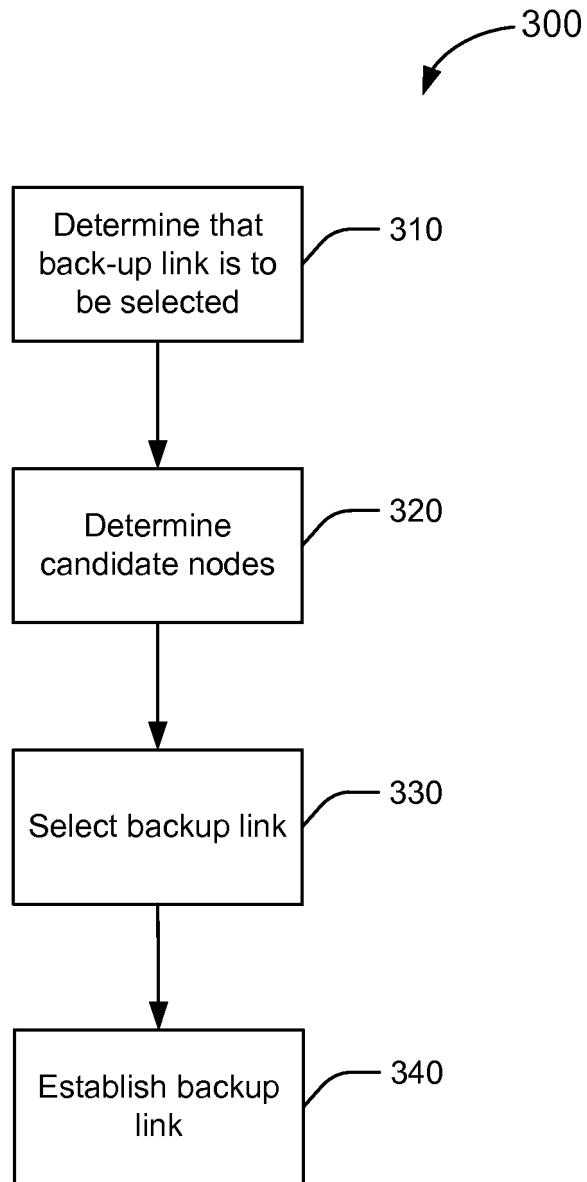 300
Determine that
back-up link is to
be selected
310
Determine
candidate nodes
320
Select backup link
330
Establish backup
link
340